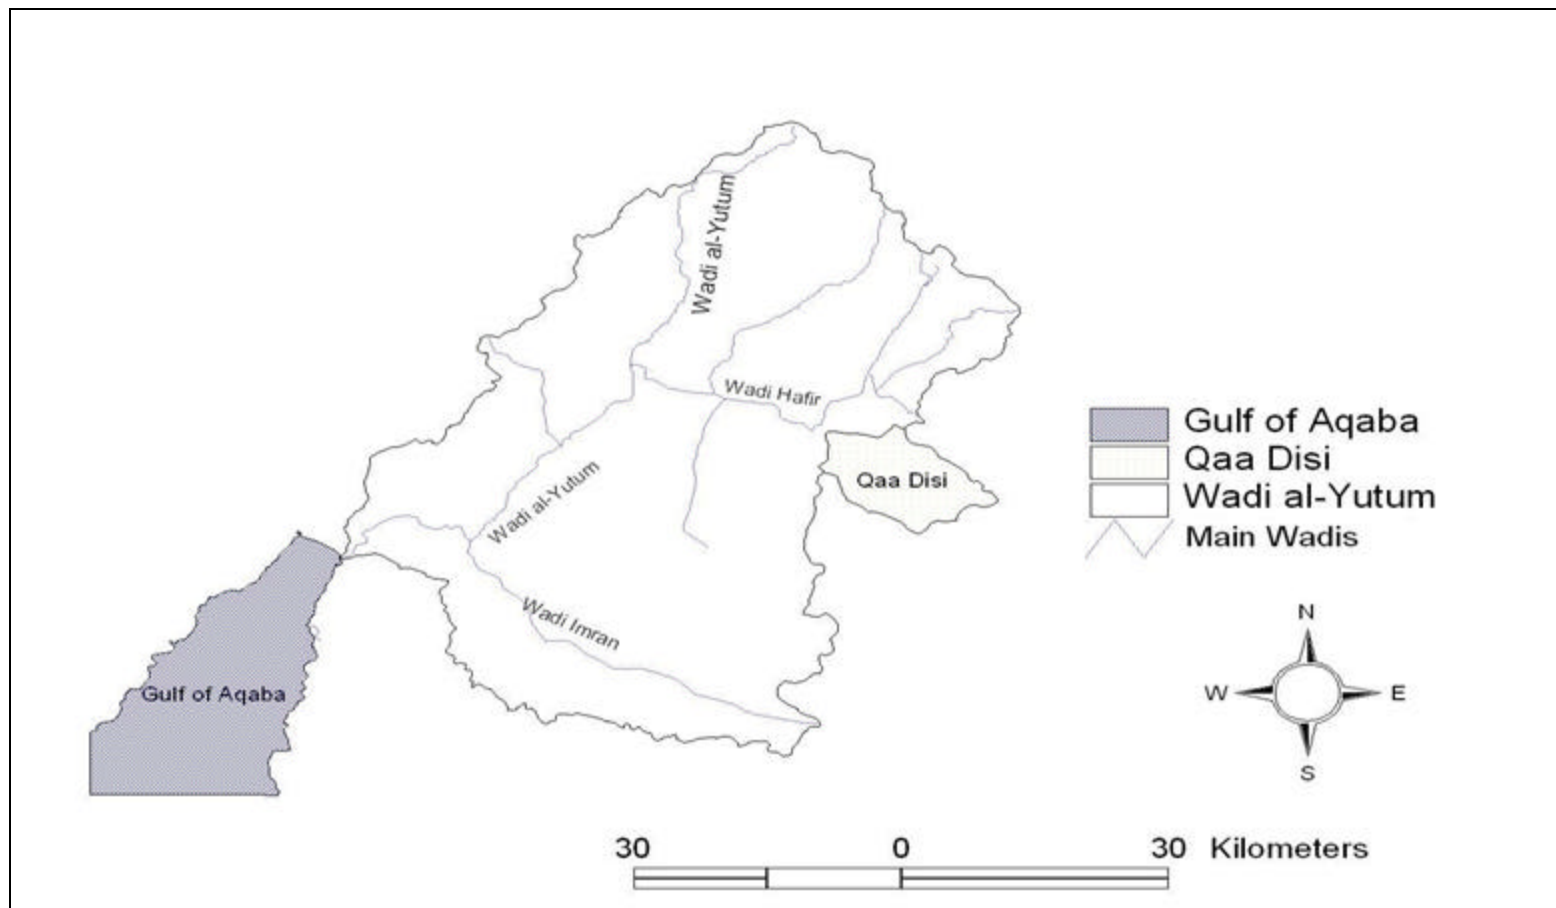 Wadi al-Yutum
Wadi Hafir
Qaa Disi
Wadi al-Yutum
Wadi Imran
Gulf of Aqaba
Gulf of Aqaba
Qaa Disi
Wadi al-Yutum
Main Wadis
N
W E
S
30 0 30 Kilometers